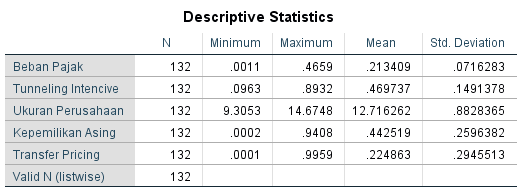 Descriptive Statistics
N Minimum Maximum Mean Std. Deviation
Beban Pajak 132 .0011 .4659 .213409 .0716283
Tunneling Intencive 132 .0963 .8932 .469737 .1491378
Ukuran Perusahaan 132 9.3053 14.6748 12.716262 .8828365
Kepemilikan Asing 132 .0002 .9408 .442519 .2596382
Transfer Pricing 132 .0001 .9959 .224863 .2945513
Valid N (listwise) 132